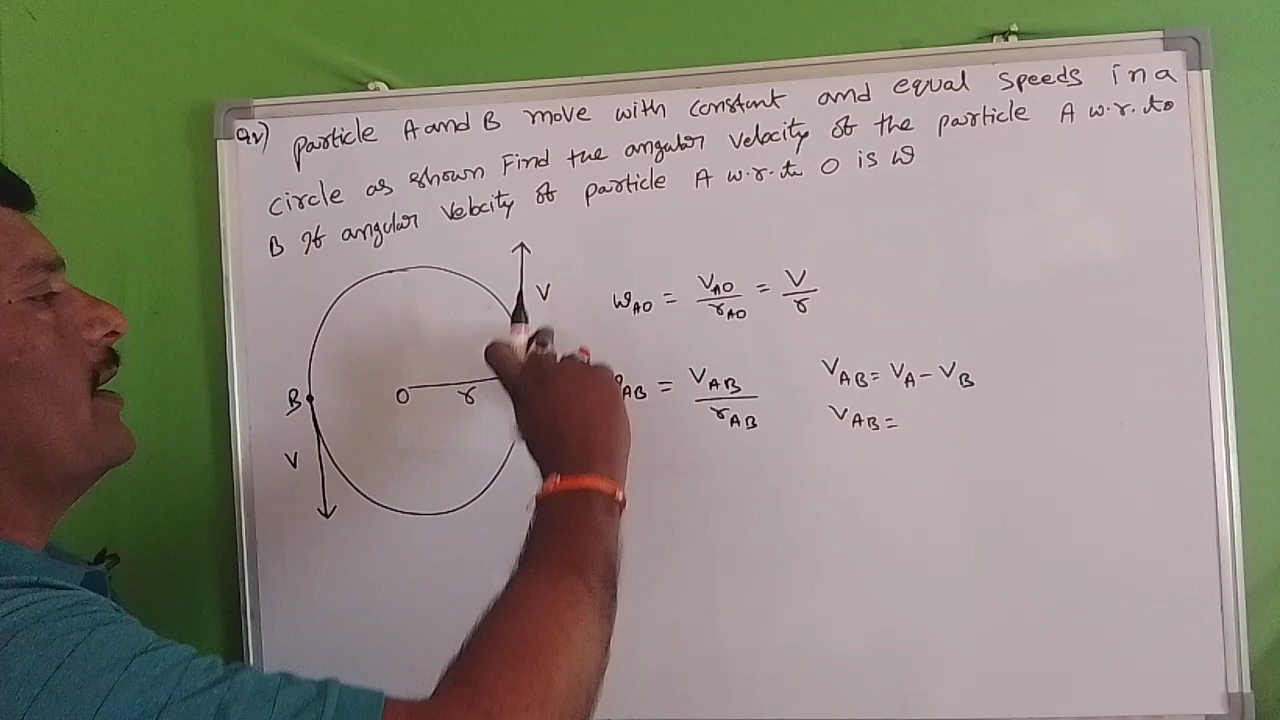 Q2) particle A and B move with constant and equal speeds in a
circle as shown Find the angular velocity of the particle A w.r.to
B If angular velocity of particle A w.r.to O is ω
V
ω_AO = V_AO / r_AO = V / r
B
O
r
AB = V_AB / r_AB
V_AB = V_A - V_B
V
V_AB =